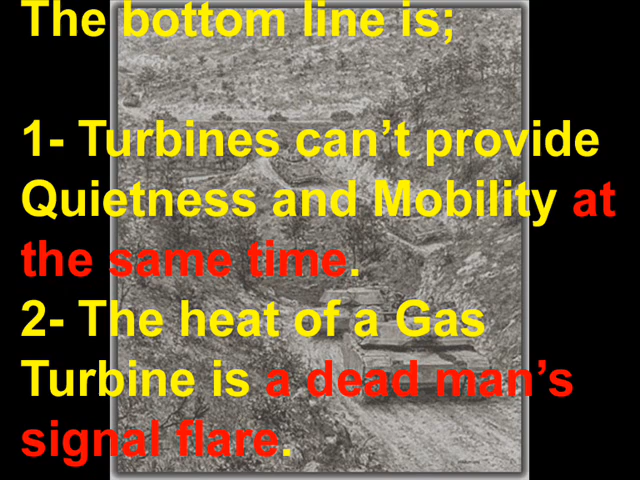 The bottom line is;
1- Turbines can’t provide
Quietness and Mobility at
the same time.
2- The heat of a Gas
Turbine is a dead man’s
signal flare.